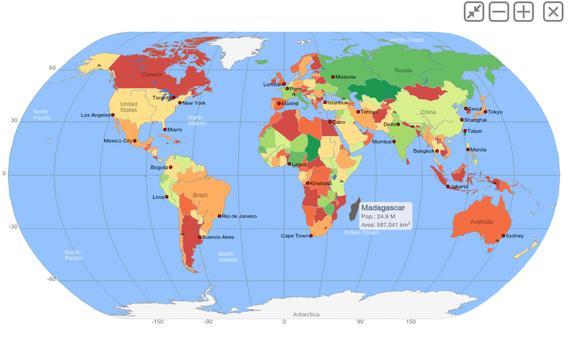 Arctic Ocean
60
Canada
Russia
Moscow
London
Paris
Toronto
New York
Madrid
Istanbul
United
States
China
Seoul
Tokyo
North
Pacific
North
Atlantic
Los Angeles
Cairo
Tehran
Delhi
Shanghai
30
Miami
Taipei
Mexico City
Mumbai
Bangkok
Manila
Bogota
Lagos
0
Kinshasa
Jakarta
Lima
Brazil
Madagascar
Pop.: 24.9 M
Area: 587,041 km²
Rio de Janeiro
Australia
-30
Buenos Aires
Cape Town
Indian Ocean
Sydney
South
Pacific
South
Atlantic
-60
Antarctica
-150
-90
0
90
150